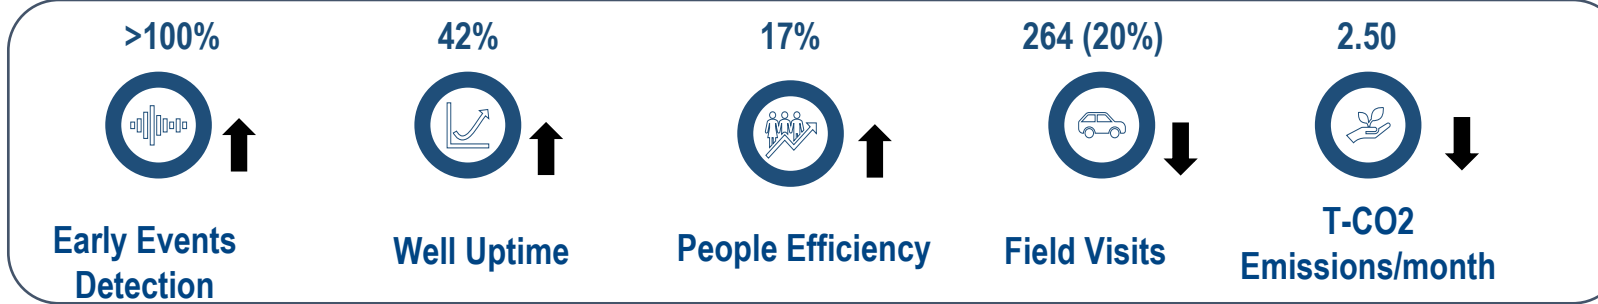 >100%
Early Events
Detection
42%
Well Uptime
17%
People Efficiency
264 (20%)
Field Visits
2.50
T-CO2
Emissions/month